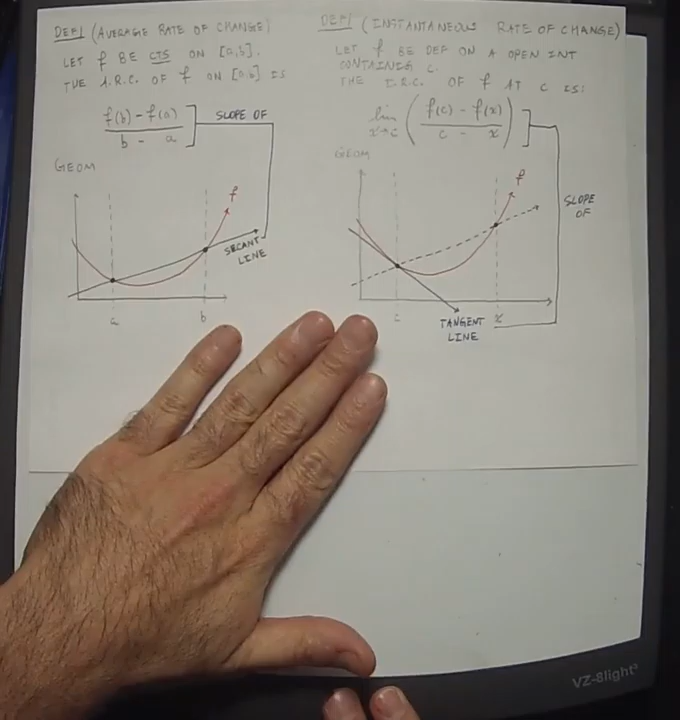 DEF] (AVERAGE RATE OF CHANGE)
LET f BE CTS ON [a,b].
THE A.R.C. OF f ON [a,b] IS
f(b) - f(a)
b - a
SLOPE OF
GEOM
f
SECANT
LINE
a b
DEF] (INSTANTANEOUS RATE OF CHANGE)
LET f BE DEF ON A OPEN INT
CONTAINING C.
THE I.R.C. OF f AT C IS:
lim x→c ( f(c) - f(x)
c - x )
GEOM
f
SLOPE
OF
c x
TANGENT
LINE
VZ-8light³